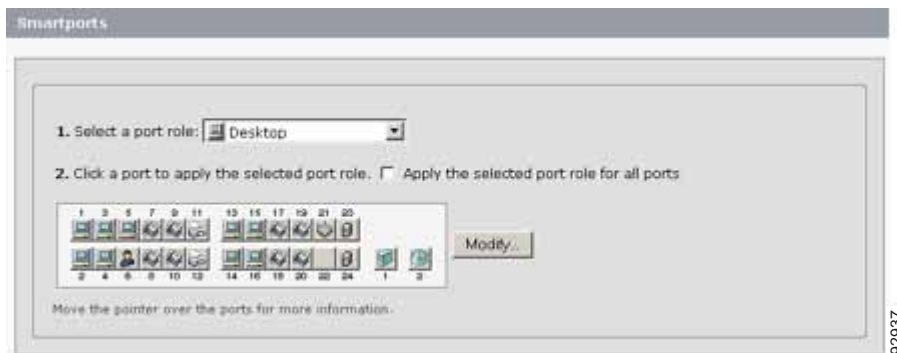 Smartports
1. Select a port role: Desktop
2. Click a port to apply the selected port role. Apply the selected port role for all ports
1 3 5 7 9 11 13 15 17 19 21 23
Modify...
2 4 6 8 10 12 14 16 18 20 22 24 1 2
Move the pointer over the ports for more information.
92937